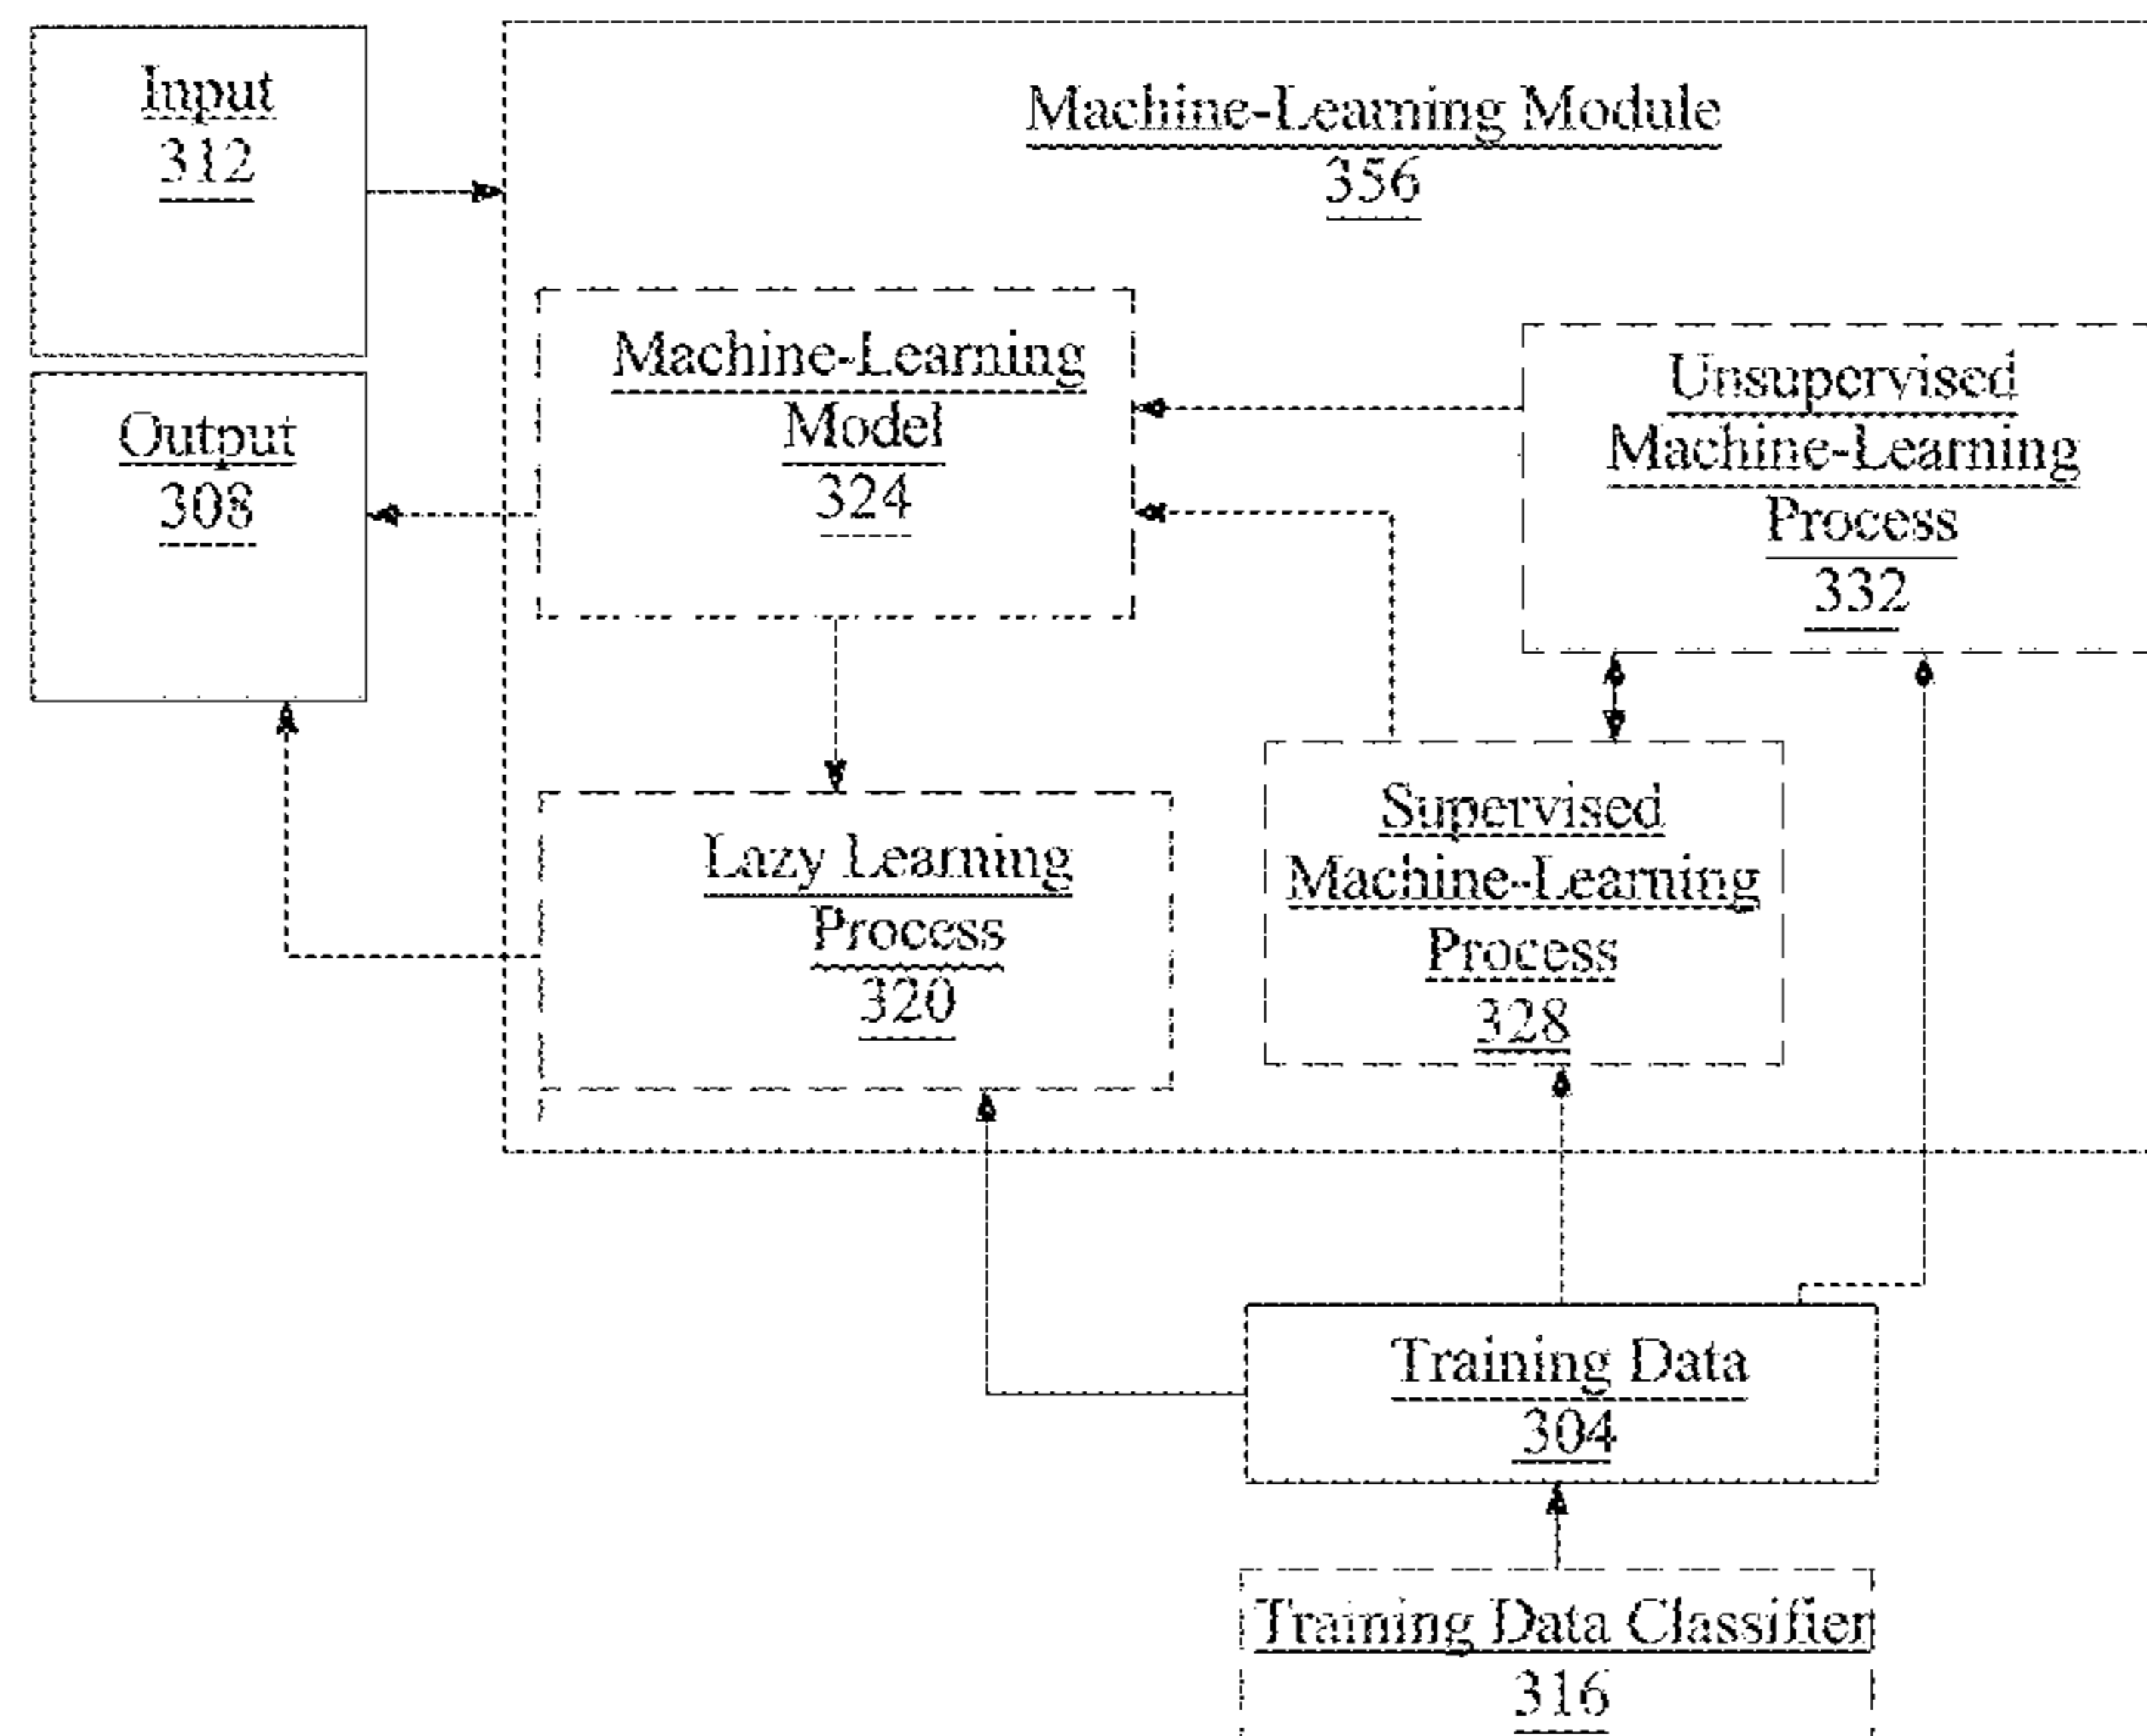 Input
312
Machine-Learning Module
356
Machine-Learning
Model
324
Unsupervised
Machine-Learning
Process
332
Output
308
Lazy Learning
Process
320
Supervised
Machine-Learning
Process
328
Training Data
304
Training Data Classifier
316